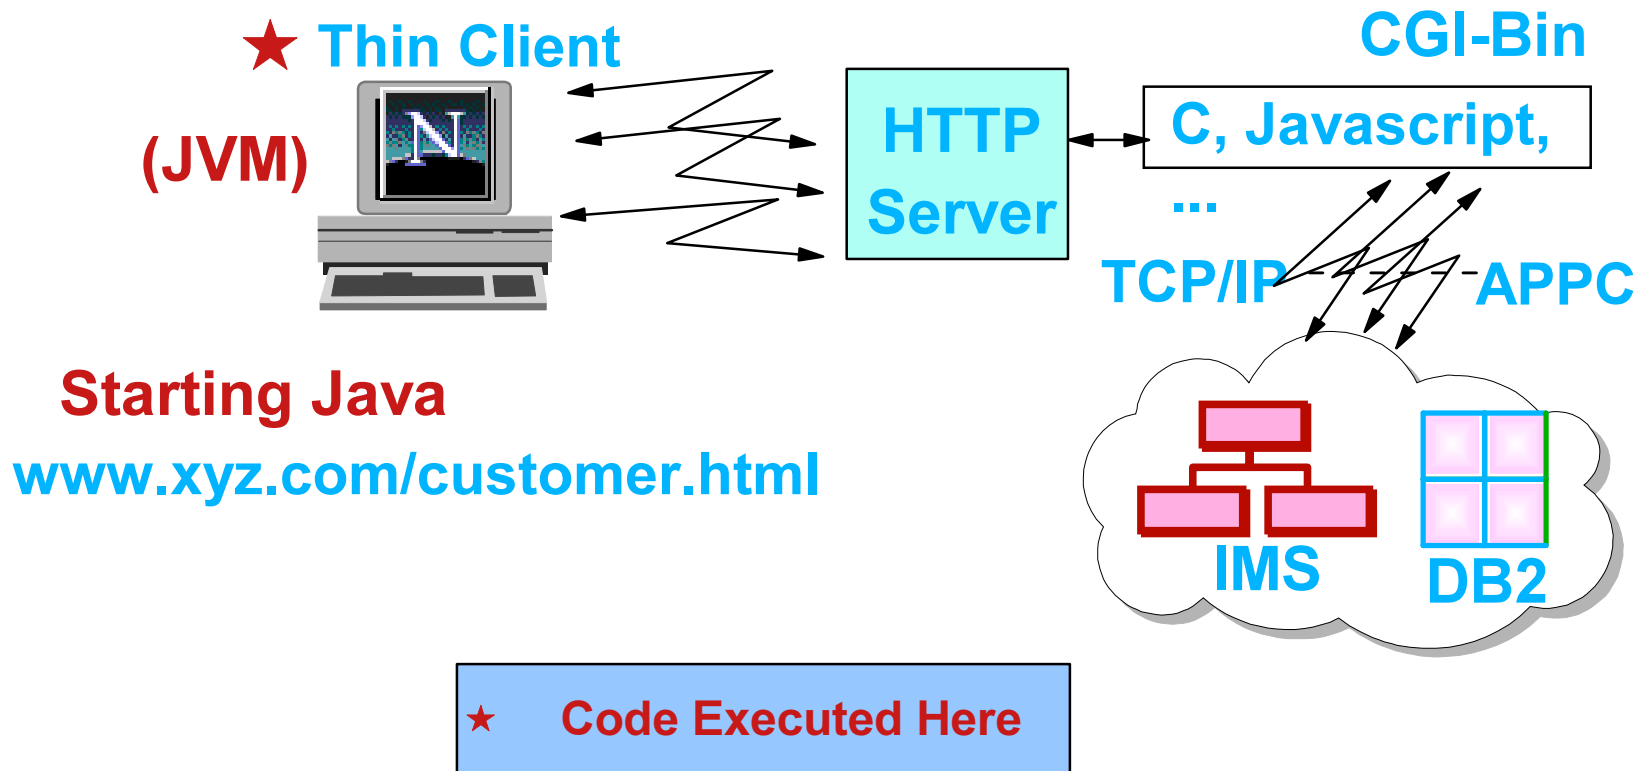 Thin Client
(JVM)
N
HTTP
Server
CGI-Bin
C, Javascript,
...
TCP/IP
APPC
IMS
DB2
Starting Java
www.xyz.com/customer.html
Code Executed Here